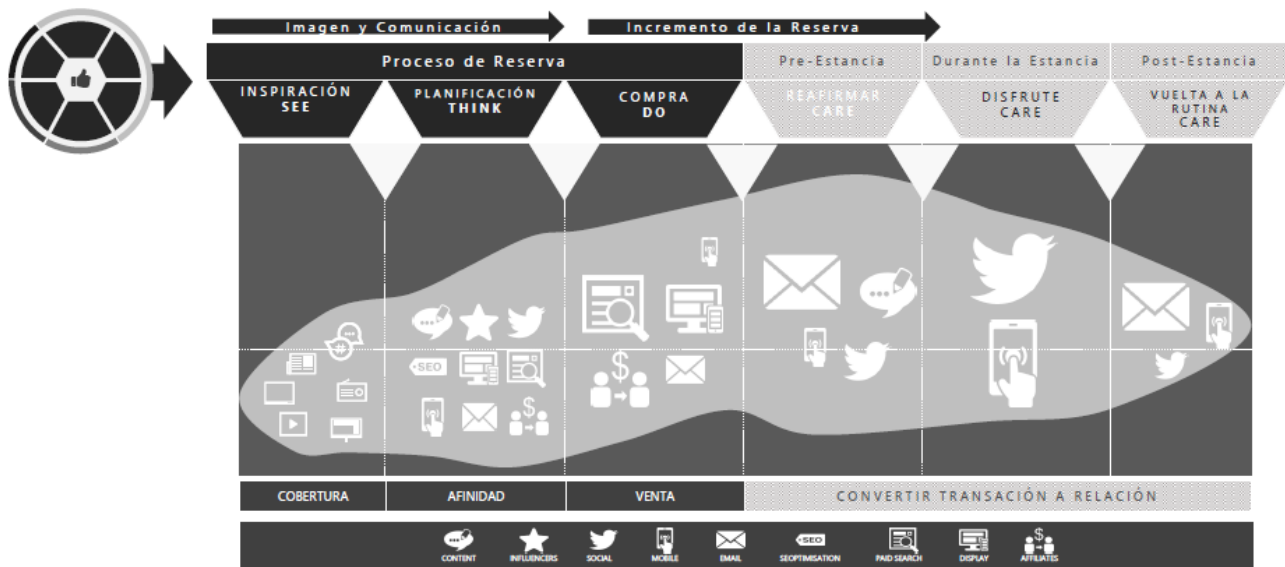 Imagen y Comunicación
Incremento de la Reserva
Proceso de Reserva
Pre-Estancia
Durante la Estancia
Post-Estancia
INSPIRACIÓN
SEE
PLANIFICACIÓN
THINK
COMPRA
DO
REAFIRMAR
CARE
DISFRUTE
CARE
VUELTA A LA
RUTINA
CARE
#
$
SEO
$
COBERTURA
AFINIDAD
VENTA
CONVERTIR TRANSACIÓN A RELACIÓN
SEO
$
CONTENT
INFLUENCERS
SOCIAL
MOBILE
EMAIL
SEOPTIMISATION
PAID SEARCH
DISPLAY
AFFILIATES